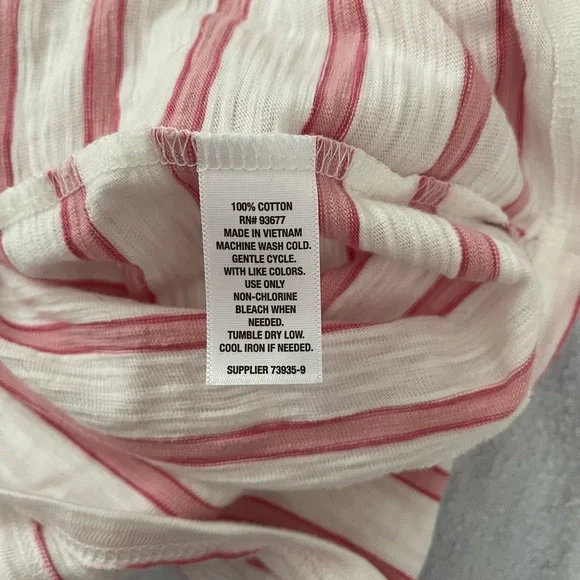 100% COTTON
RN# 93677
MADE IN VIETNAM
MACHINE WASH COLD.
GENTLE CYCLE.
WITH LIKE COLORS.
USE ONLY
NON-CHLORINE
BLEACH WHEN
NEEDED.
TUMBLE DRY LOW.
COOL IRON IF NEEDED.
SUPPLIER 73935-9